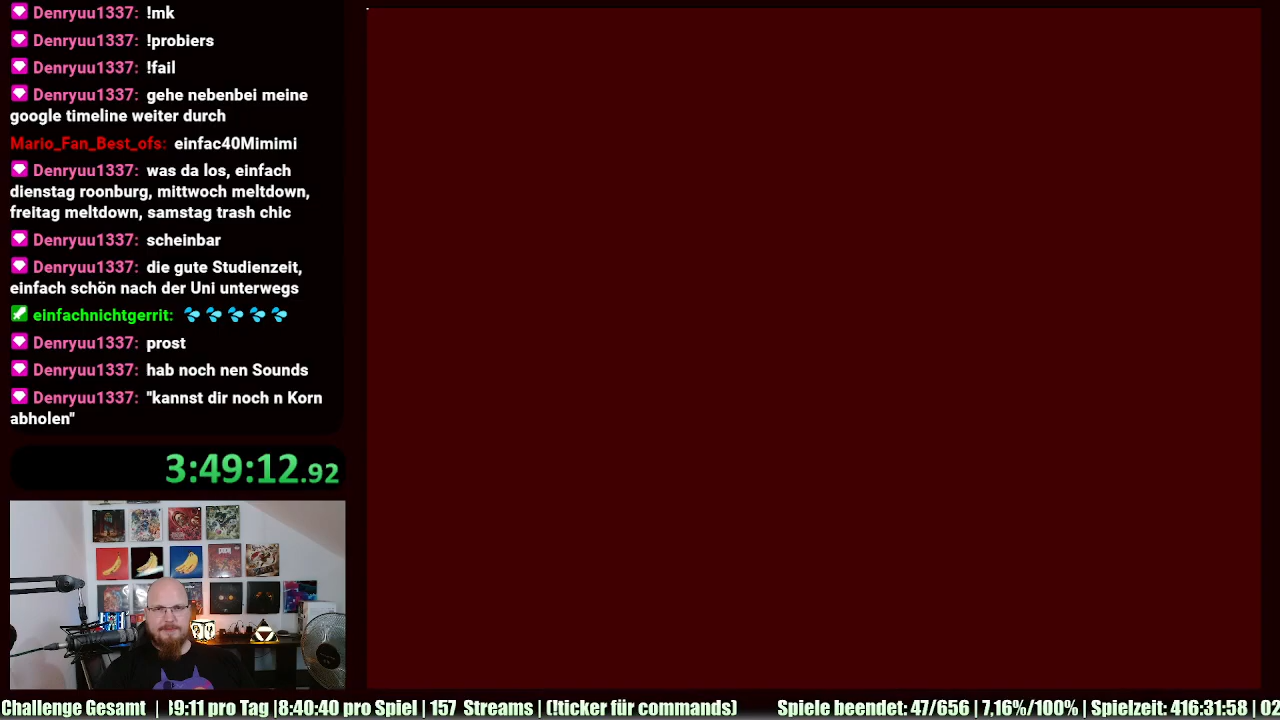 Denryuu1337: !mk
Denryuu1337: !probiers
Denryuu1337: !fail
Denryuu1337: gehe nebenbei meine
google timeline weiter durch
Mario_Fan_Best_ofs: einfac40Mimimi
Denryuu1337: was da los, einfach
dienstag roonburg, mittwoch meltdown,
freitag meltdown, samstag trash chic
Denryuu1337: scheinbar
Denryuu1337: die gute Studienzeit,
einfach schön nach der Uni unterwegs
einfachnichtgerrit: 💦 💦 💦 💦 💦
Denryuu1337: prost
Denryuu1337: hab noch nen Sounds
Denryuu1337: "kannst dir noch n Korn
abholen"
3:49:12.92
Challenge Gesamt | 39:11 pro Tag |8:40:40 pro Spiel | 157 Streams | (!ticker für commands) Spiele beendet: 47/656 | 7,16%/100% | Spielzeit: 416:31:58 | 02